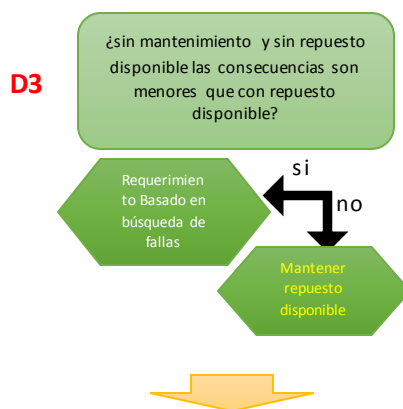 D3
¿sin mantenimiento y sin repuesto
disponible las consecuencias son
menores que con repuesto
disponible?
si
no
Requerimien
to Basado en
búsqueda de
fallas
Mantener
repuesto
disponible